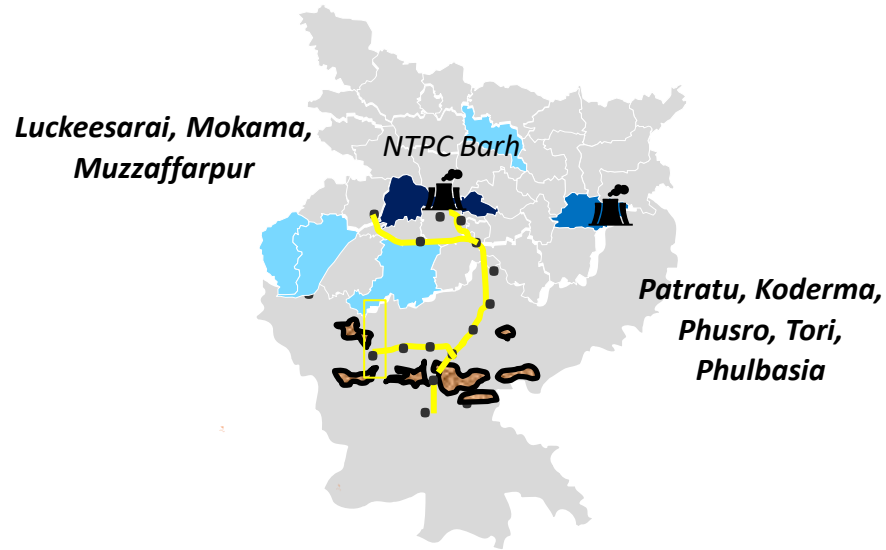 Luckeesarai, Mokama,
Muzzaffarpur
NTPC Barh
Patratu, Koderma,
Phusro, Tori,
Phulbasia